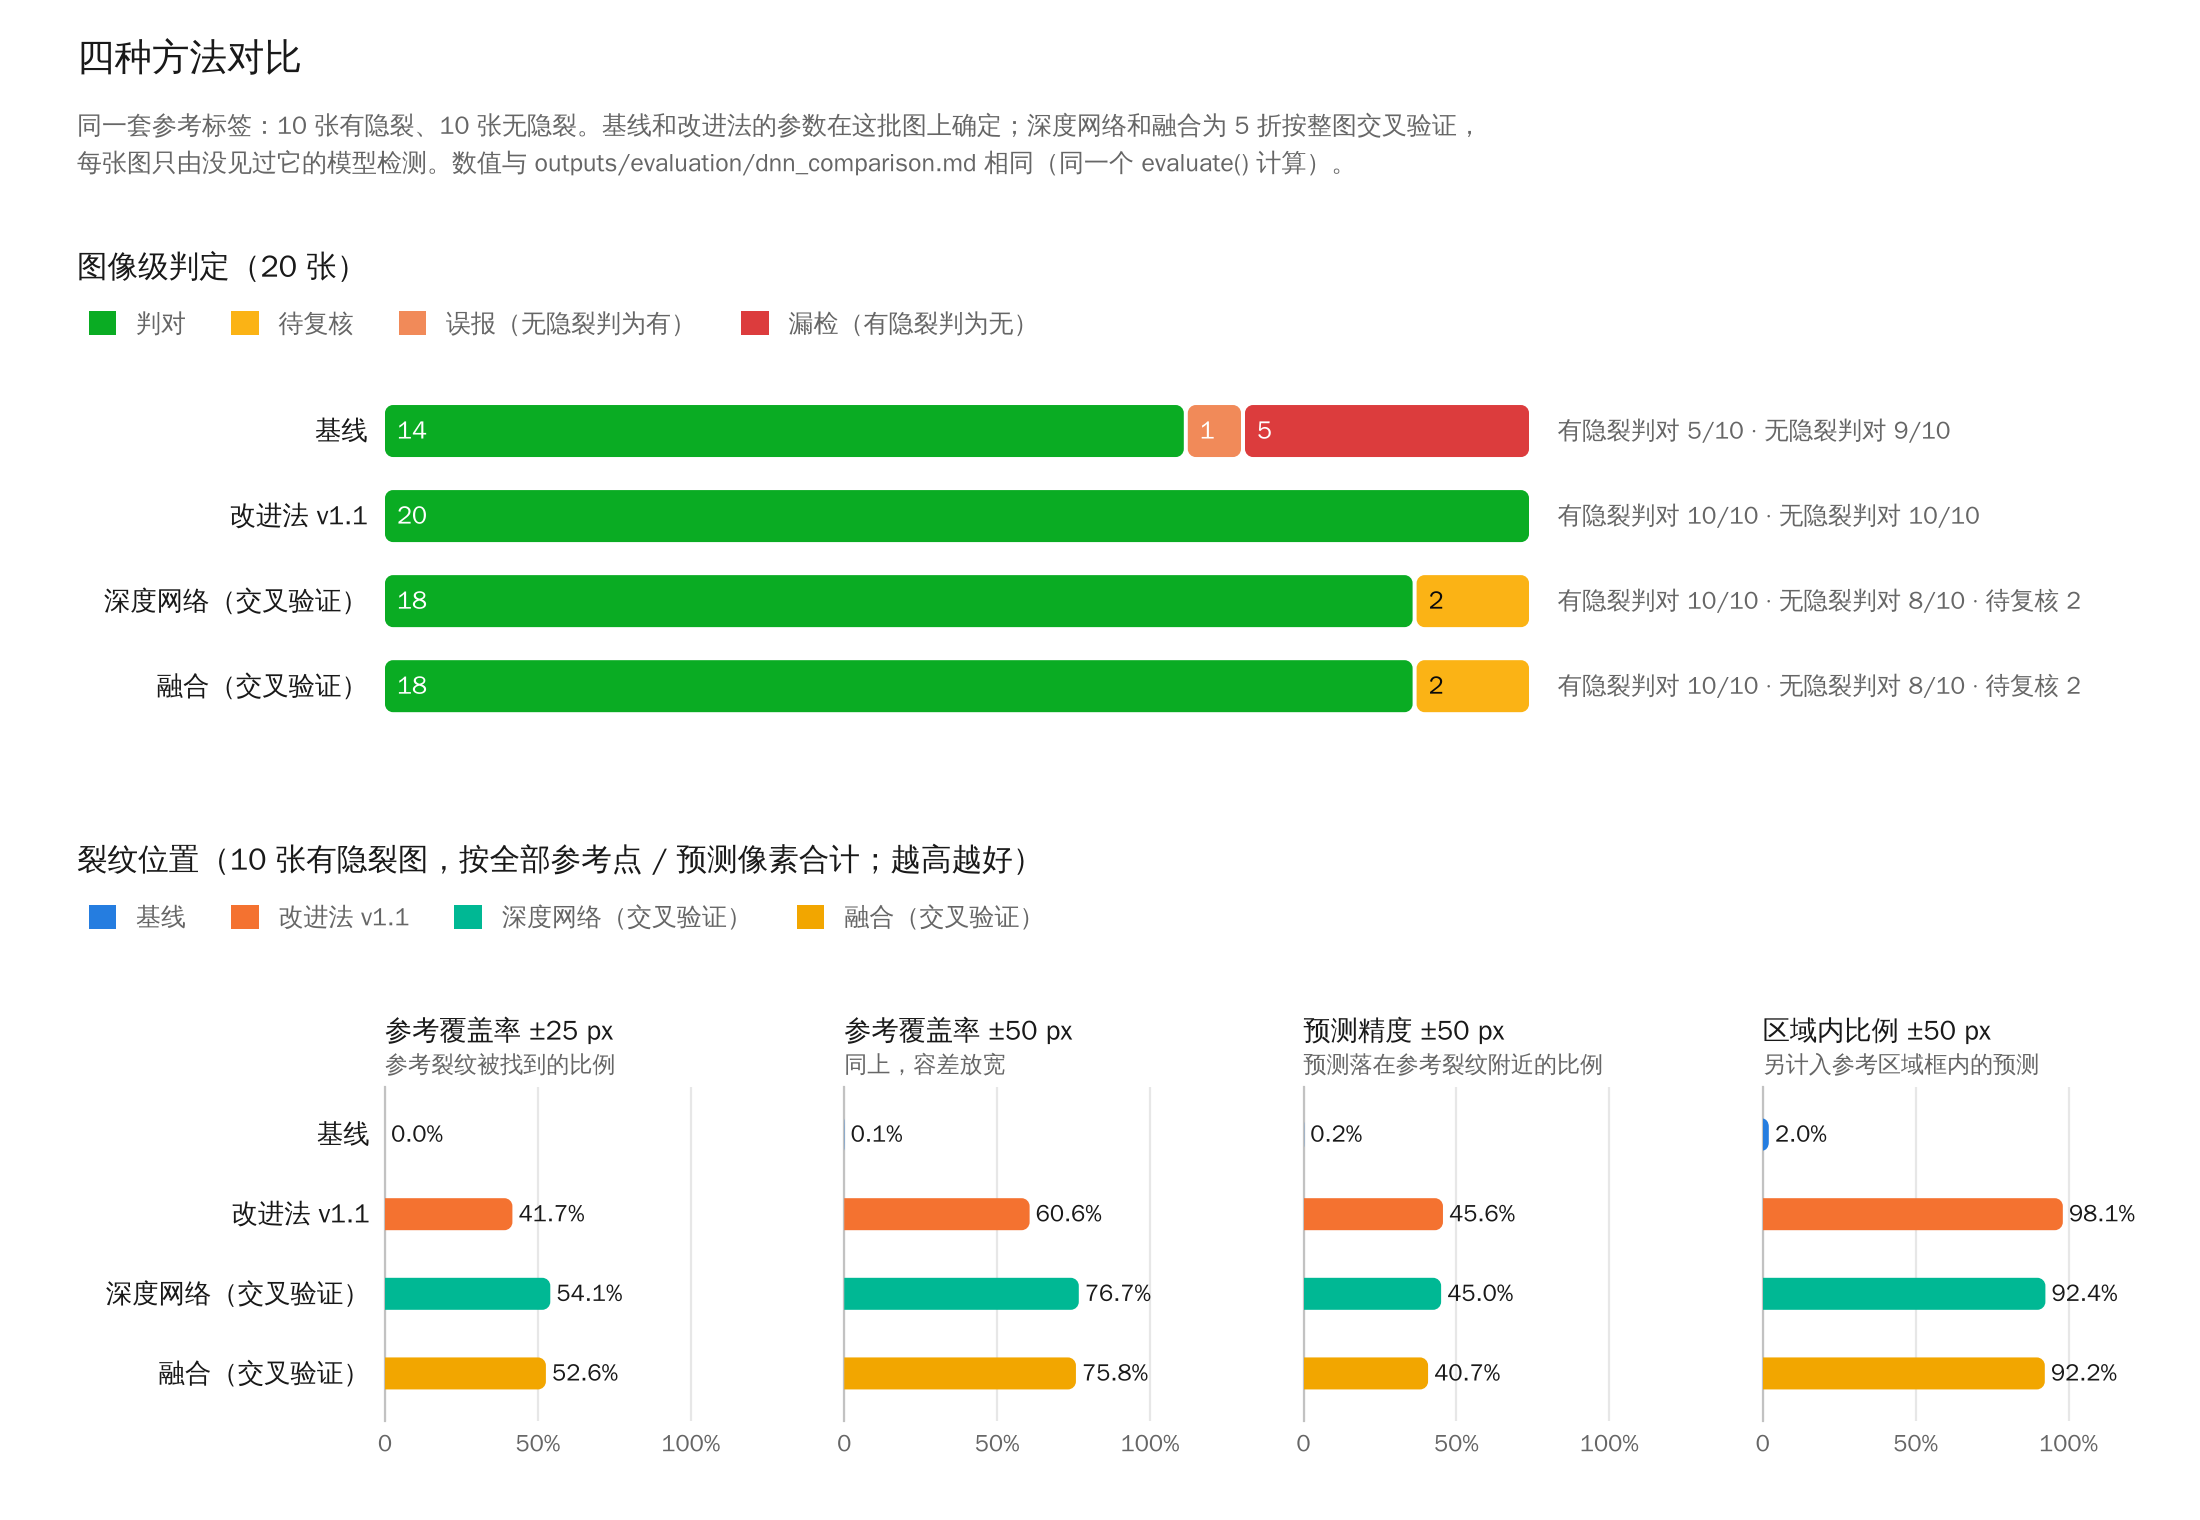 四种方法对比
同一套参考标签：10 张有隐裂、10 张无隐裂。基线和改进法的参数在这批图上确定；深度网络和融合为 5 折按整图交叉验证，
每张图只由没见过它的模型检测。数值与 outputs/evaluation/dnn_comparison.md 相同（同一个 evaluate() 计算）。
图像级判定（20 张）
判对 待复核 误报（无隐裂判为有） 漏检（有隐裂判为无）
基线 14 1 5 有隐裂判对 5/10 · 无隐裂判对 9/10
改进法 v1.1 20 有隐裂判对 10/10 · 无隐裂判对 10/10
深度网络（交叉验证） 18 2 有隐裂判对 10/10 · 无隐裂判对 8/10 · 待复核 2
融合（交叉验证） 18 2 有隐裂判对 10/10 · 无隐裂判对 8/10 · 待复核 2
裂纹位置（10 张有隐裂图，按全部参考点 / 预测像素合计；越高越好）
基线 改进法 v1.1 深度网络（交叉验证） 融合（交叉验证）
参考覆盖率 ±25 px 参考覆盖率 ±50 px 预测精度 ±50 px 区域内比例 ±50 px
参考裂纹被找到的比例 同上，容差放宽 预测落在参考裂纹附近的比例 另计入参考区域框内的预测
基线 0.0% 0.1% 0.2% 2.0%
改进法 v1.1 41.7% 60.6% 45.6% 98.1%
深度网络（交叉验证） 54.1% 76.7% 45.0% 92.4%
融合（交叉验证） 52.6% 75.8% 40.7% 92.2%
0 50% 100% 0 50% 100% 0 50% 100% 0 50% 100%